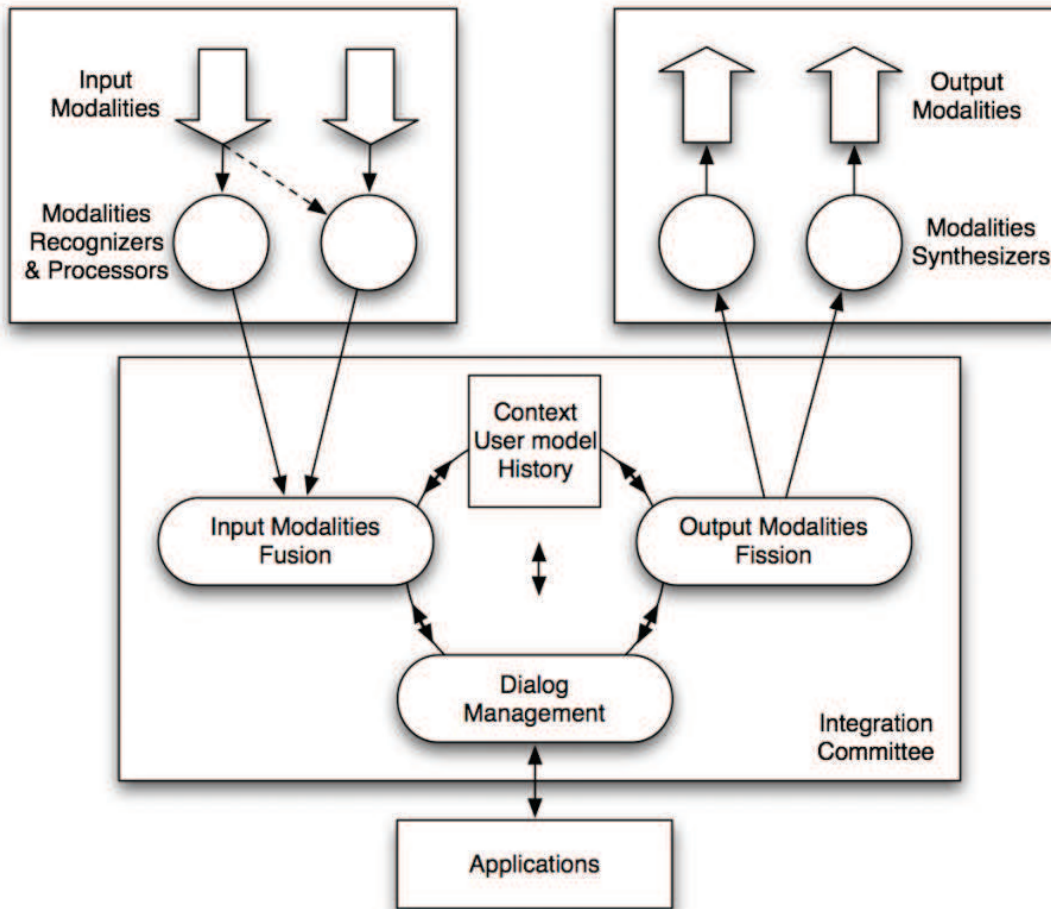 Input
Modalities
Modalities
Recognizers
& Processors
Output
Modalities
Modalities
Synthesizers
Context
User model
History
Input Modalities
Fusion
Output Modalities
Fission
Dialog
Management
Integration
Committee
Applications